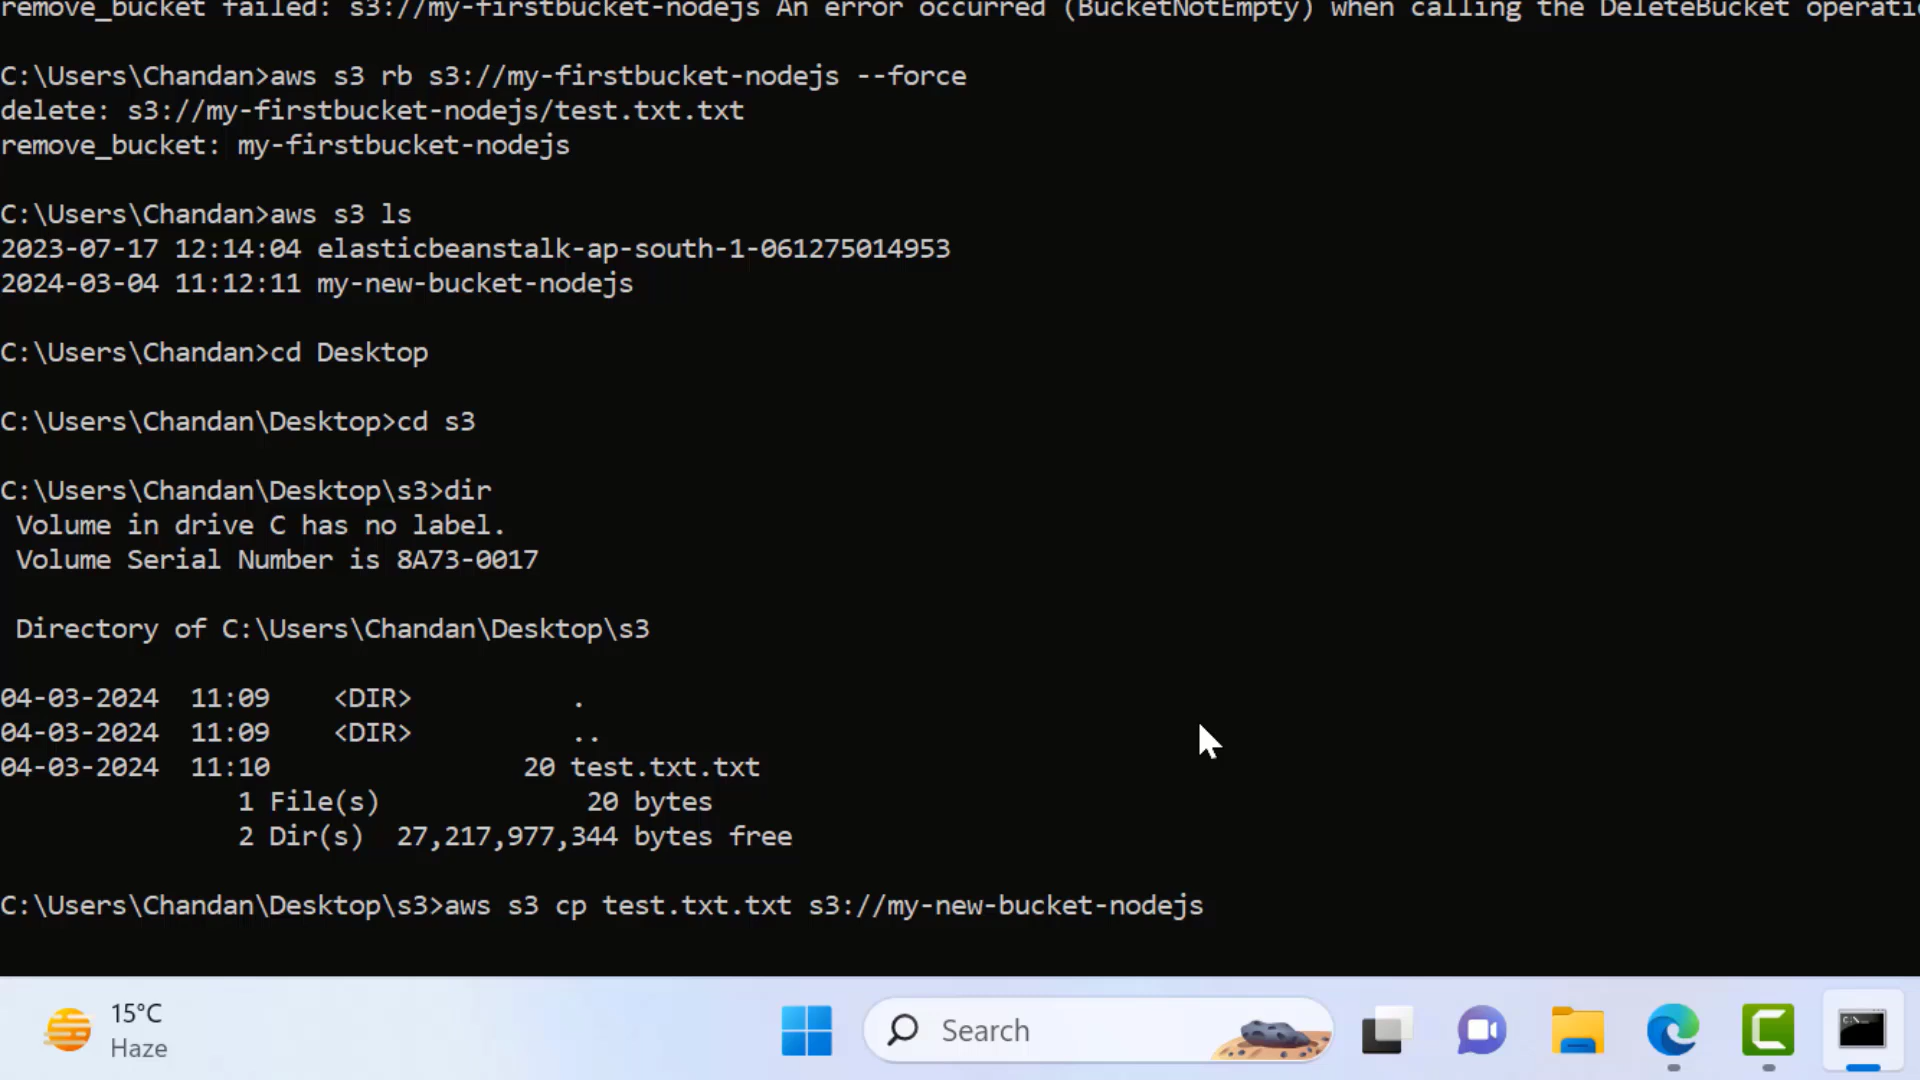 remove_bucket failed: s3://my-firstbucket-nodejs An error occurred (BucketNotEmpty) when calling the DeleteBucket operati
C:\Users\Chandan>aws s3 rb s3://my-firstbucket-nodejs --force
delete: s3://my-firstbucket-nodejs/test.txt.txt
remove_bucket: my-firstbucket-nodejs
C:\Users\Chandan>aws s3 ls
2023-07-17 12:14:04 elasticbeanstalk-ap-south-1-061275014953
2024-03-04 11:12:11 my-new-bucket-nodejs
C:\Users\Chandan>cd Desktop
C:\Users\Chandan\Desktop>cd s3
C:\Users\Chandan\Desktop\s3>dir
Volume in drive C has no label.
Volume Serial Number is 8A73-0017
Directory of C:\Users\Chandan\Desktop\s3
04-03-2024  11:09    <DIR>          .
04-03-2024  11:09    <DIR>          ..
04-03-2024  11:10                20 test.txt.txt
1 File(s)             20 bytes
2 Dir(s)  27,217,977,344 bytes free
C:\Users\Chandan\Desktop\s3>aws s3 cp test.txt.txt s3://my-new-bucket-nodejs
15°C
Haze
Search